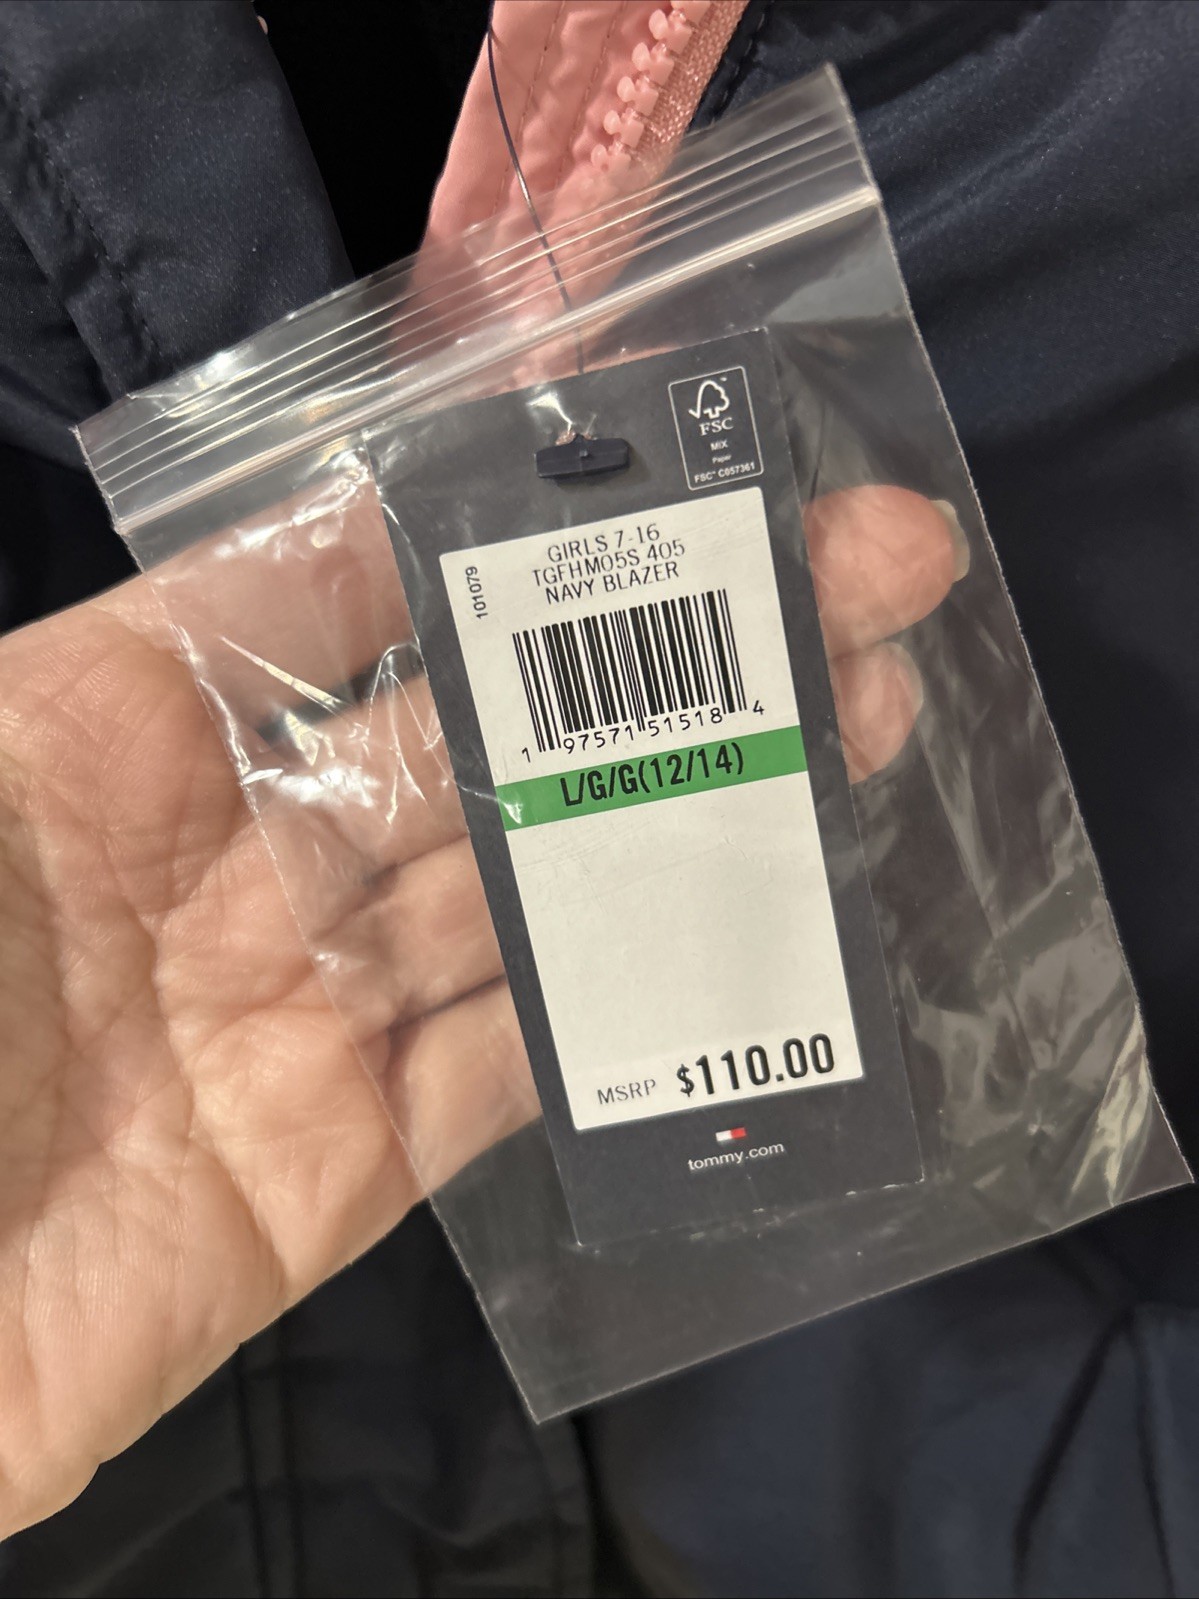 FSC
MIX
Paper
FSC™ C057361
GIRLS 7-16
TGFHM05S 405
NAVY BLAZER
101079
1 97571 51518 4
L/G/G(12/14)
MSRP $110.00
tommy.com